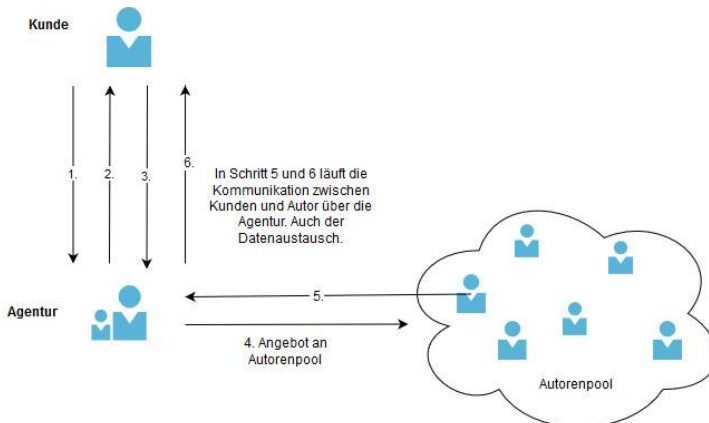 Kunde
1.
2.
3.
6.
In Schritt 5 und 6 läuft die
Kommunikation zwischen
Kunden und Autor über die
Agentur. Auch der
Datenaustausch.
Agentur
5.
4. Angebot an
Autorenpool
Autorenpool